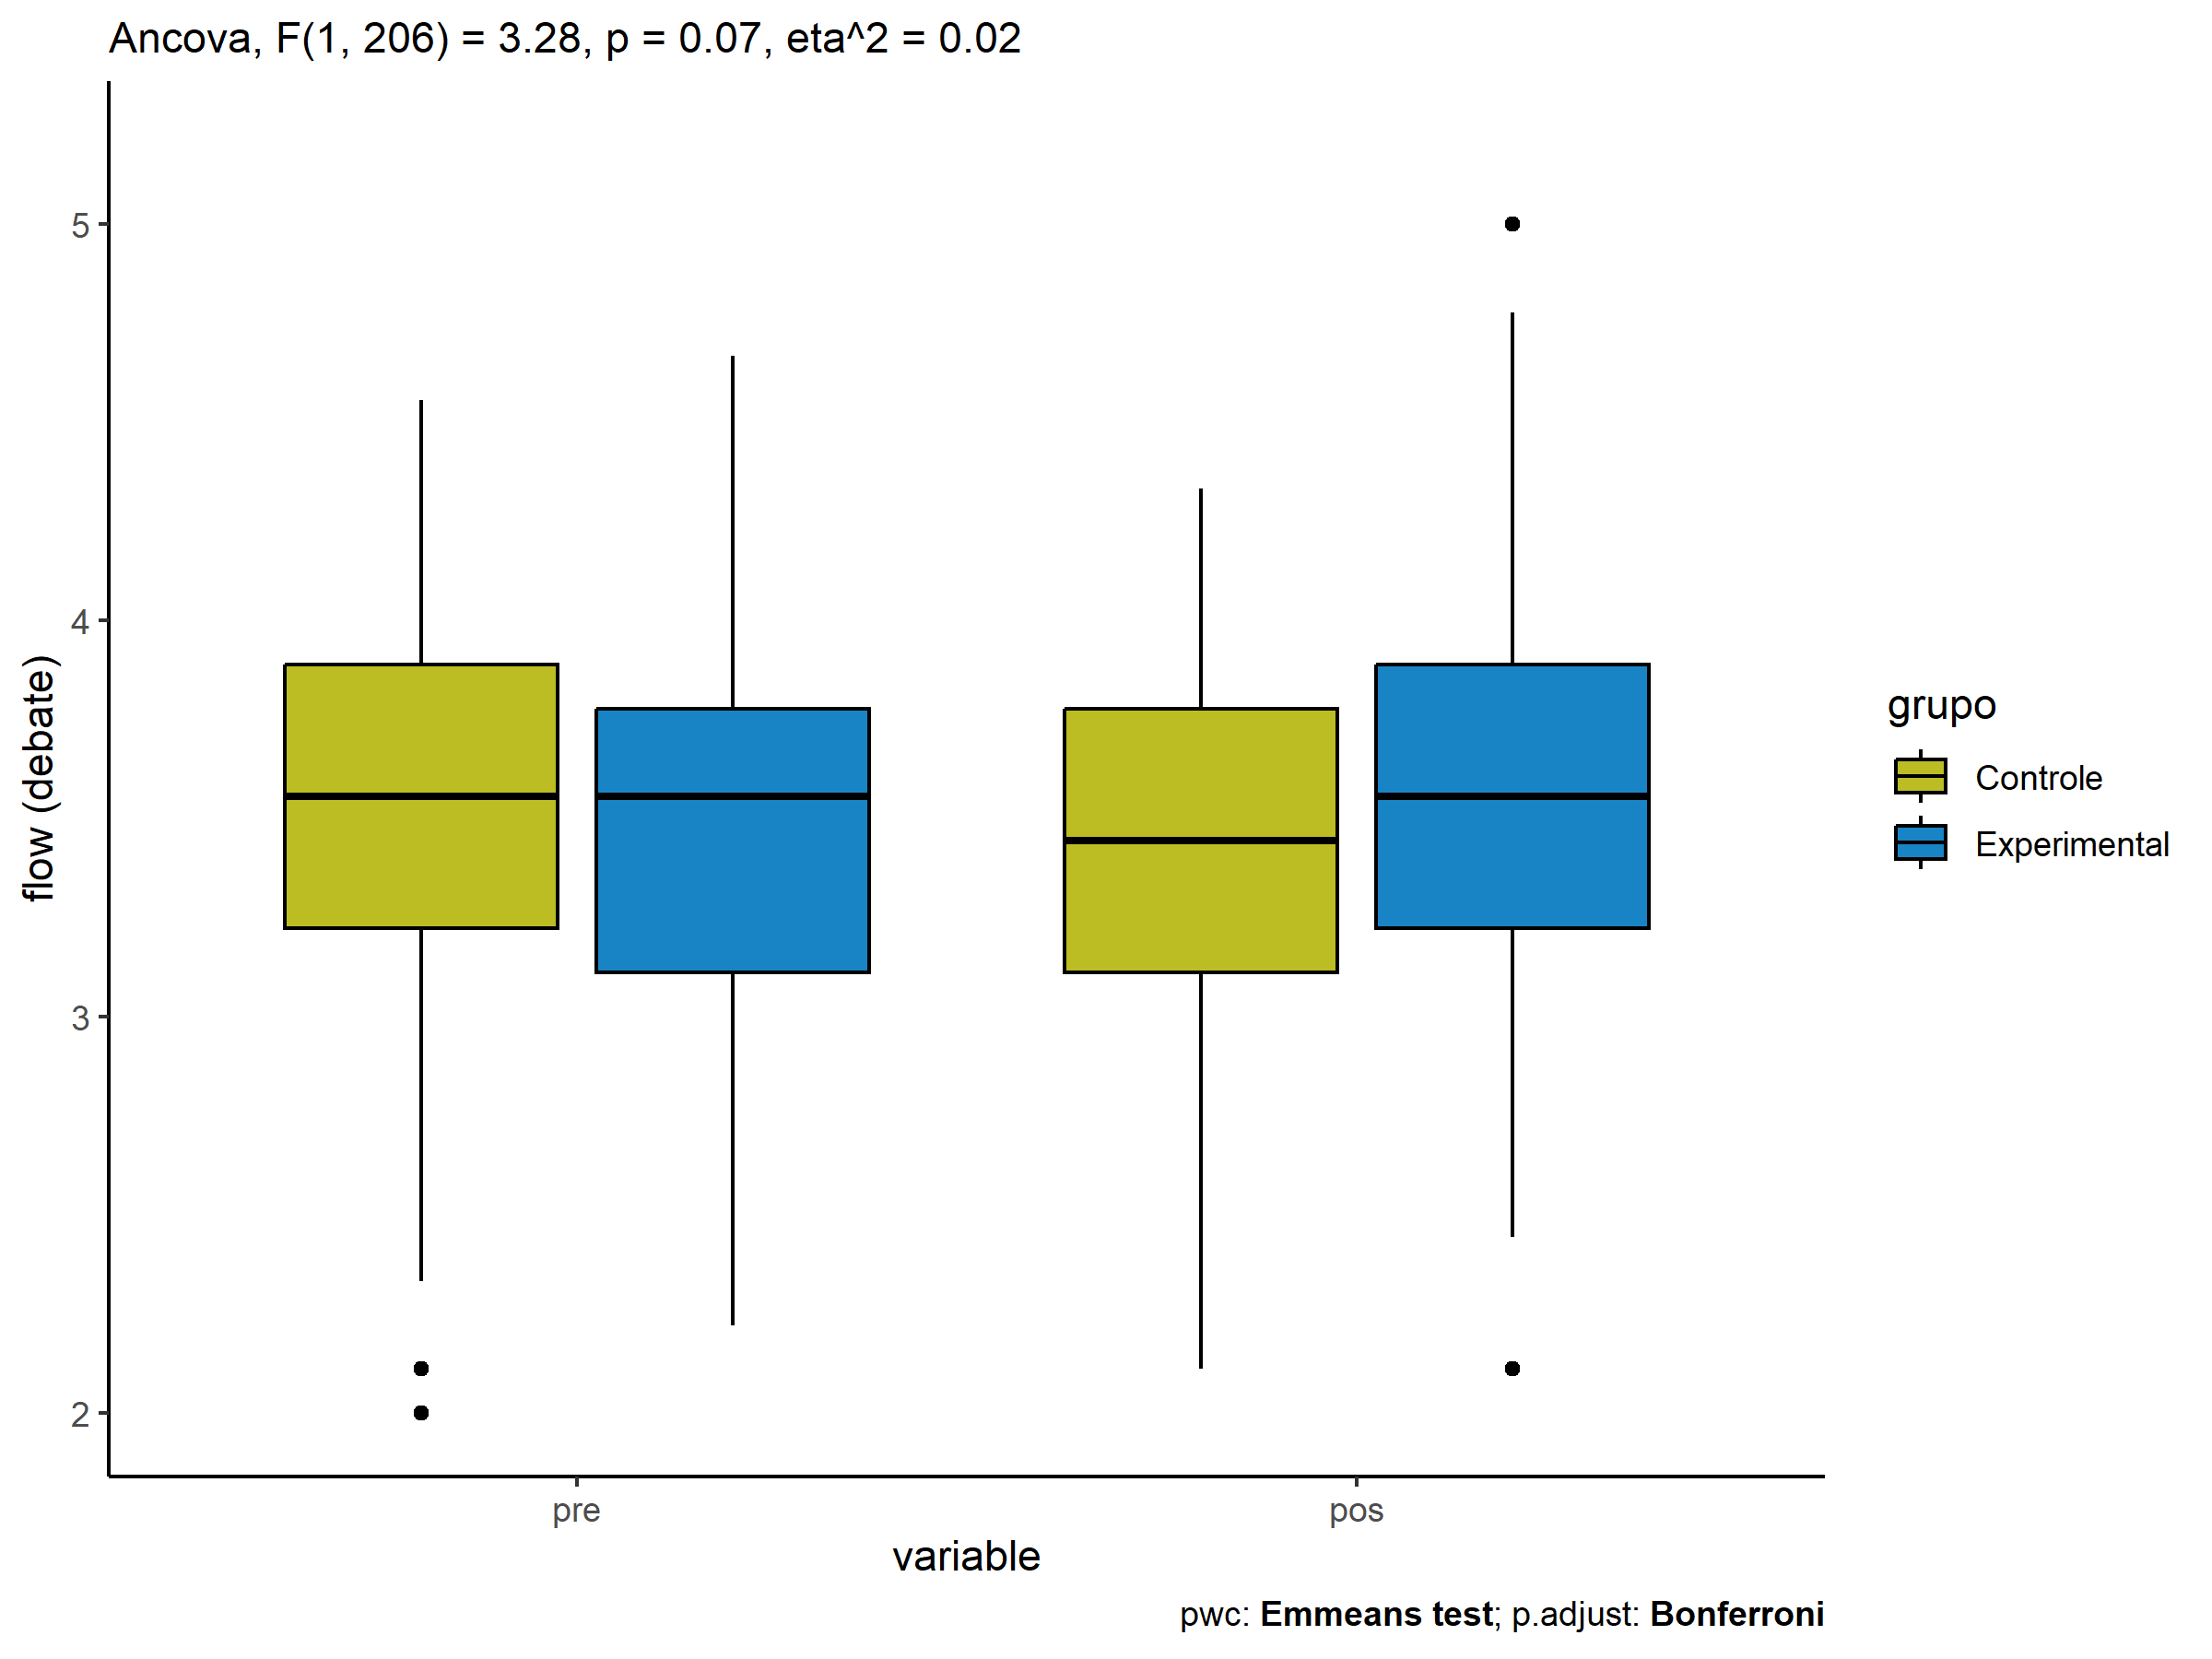 Ancova, F(1, 206) = 3.28, p = 0.07, eta^2 = 0.02
flow (debate)
5
4
3
2
pre
pos
variable
grupo
Controle
Experimental
pwc: Emmeans test; p.adjust: Bonferroni